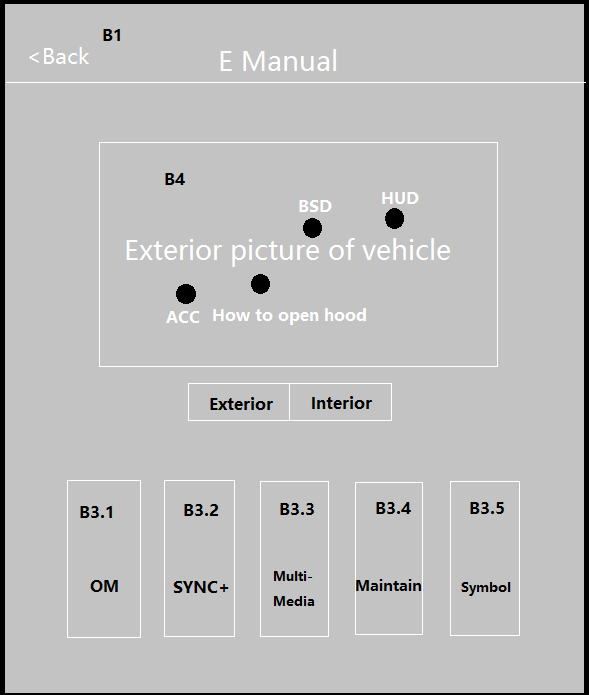 B1
<Back
E Manual
B4
BSD
HUD
Exterior picture of vehicle
ACC
How to open hood
Exterior
Interior
B3.1
B3.2
B3.3
B3.4
B3.5
OM
SYNC+
Multi-
Media
Maintain
Symbol